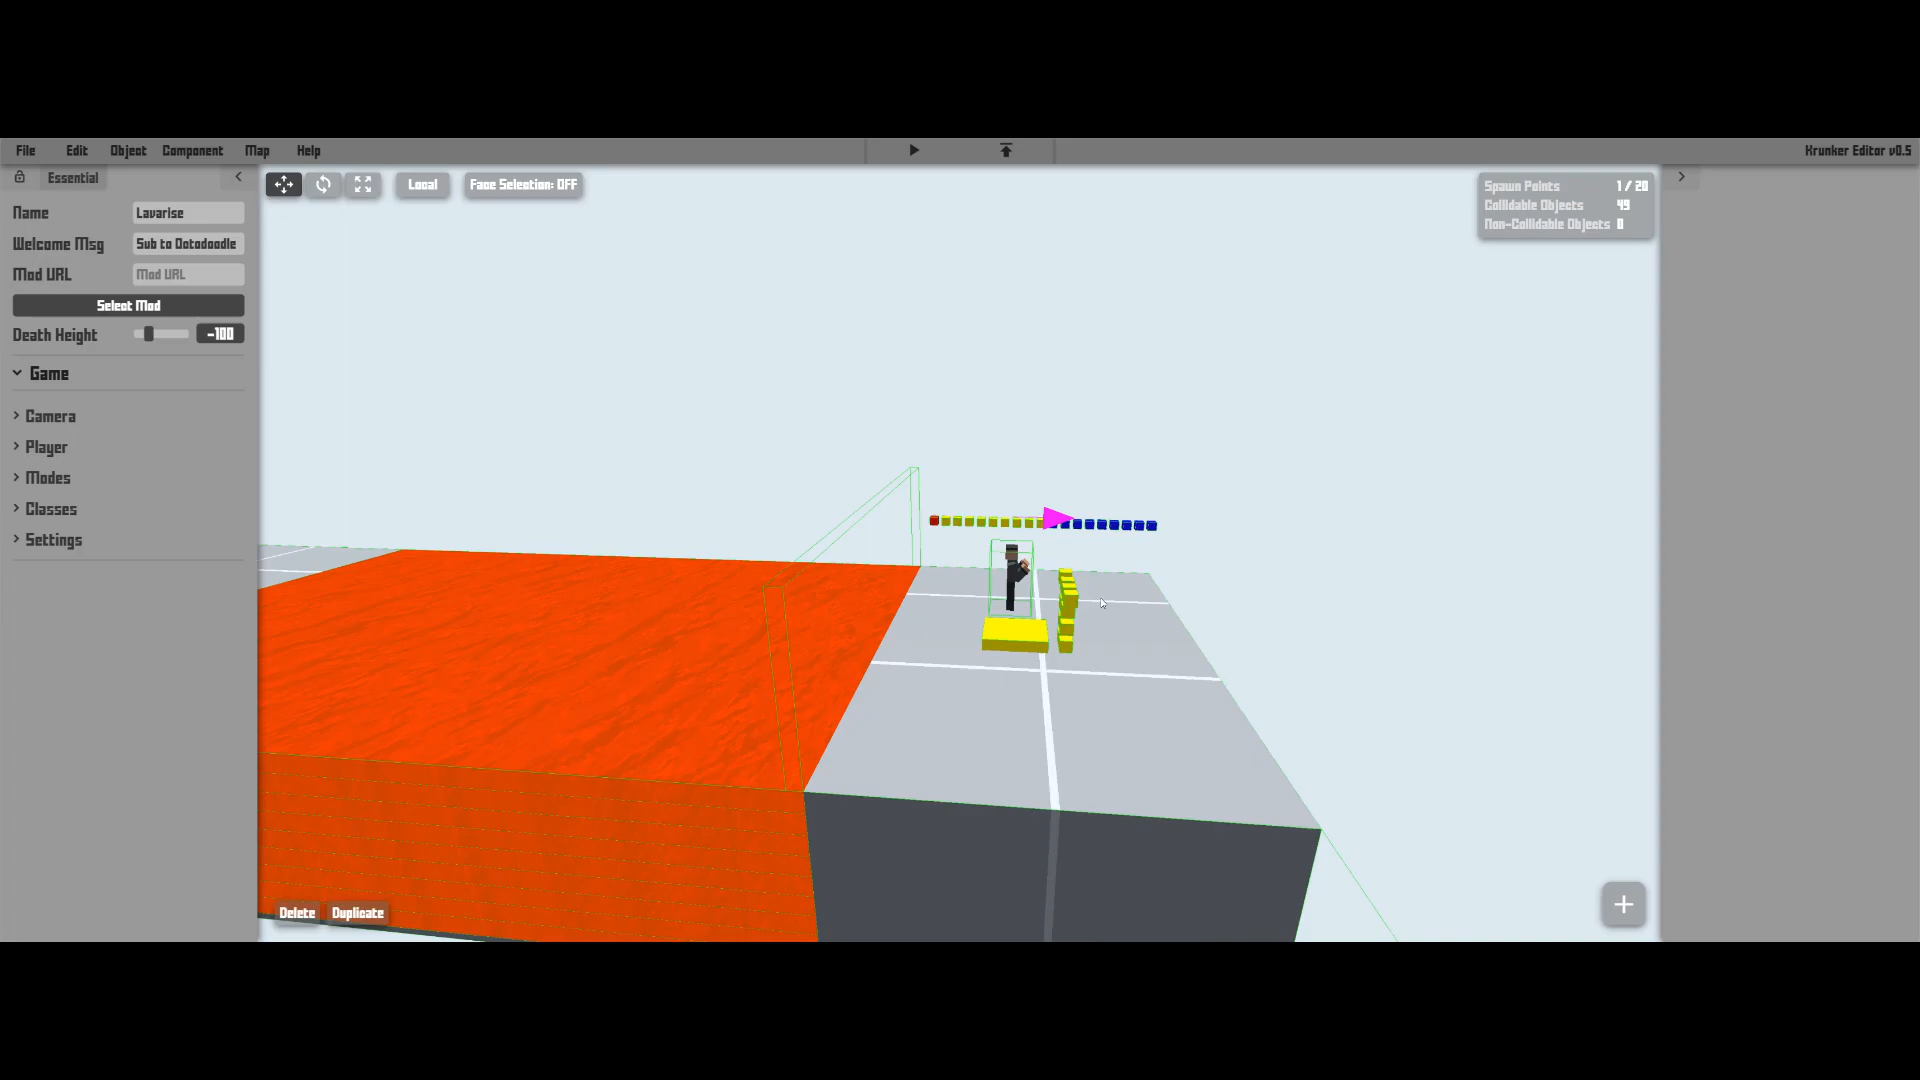 File Edit Object Component Map Help
Krunker Editor v0.5
Essential
Local
Face Selection: OFF
Spawn Points 1 / 20
Collidable Objects 49
Non-Collidable Objects 0
Name Lavarise
Welcome Msg Sub to Ootodoodle
Mod URL Mod URL
Select Mod
Death Height -100
Game
Camera
Player
Modes
Classes
Settings
Delete Duplicate